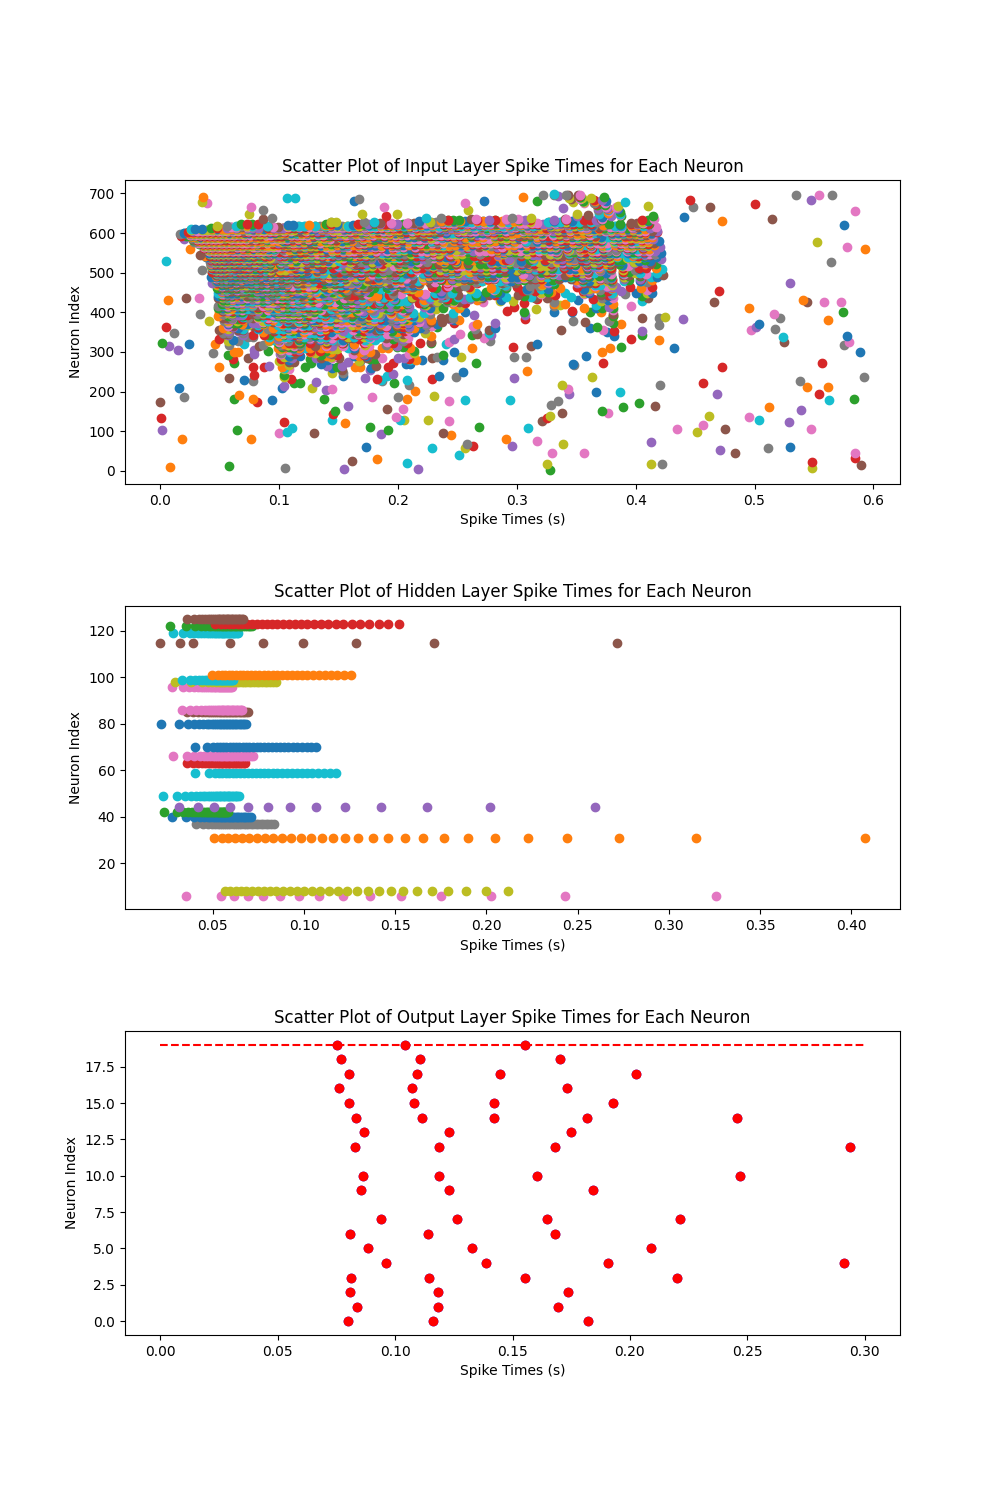 Scatter Plot of Input Layer Spike Times for Each Neuron
700
600
500
400
300
200
100
0
Neuron Index
0.0 0.1 0.2 0.3 0.4 0.5 0.6
Spike Times (s)
Scatter Plot of Hidden Layer Spike Times for Each Neuron
120
100
80
60
40
20
Neuron Index
0.05 0.10 0.15 0.20 0.25 0.30 0.35 0.40
Spike Times (s)
Scatter Plot of Output Layer Spike Times for Each Neuron
17.5
15.0
12.5
10.0
7.5
5.0
2.5
0.0
Neuron Index
0.00 0.05 0.10 0.15 0.20 0.25 0.30
Spike Times (s)